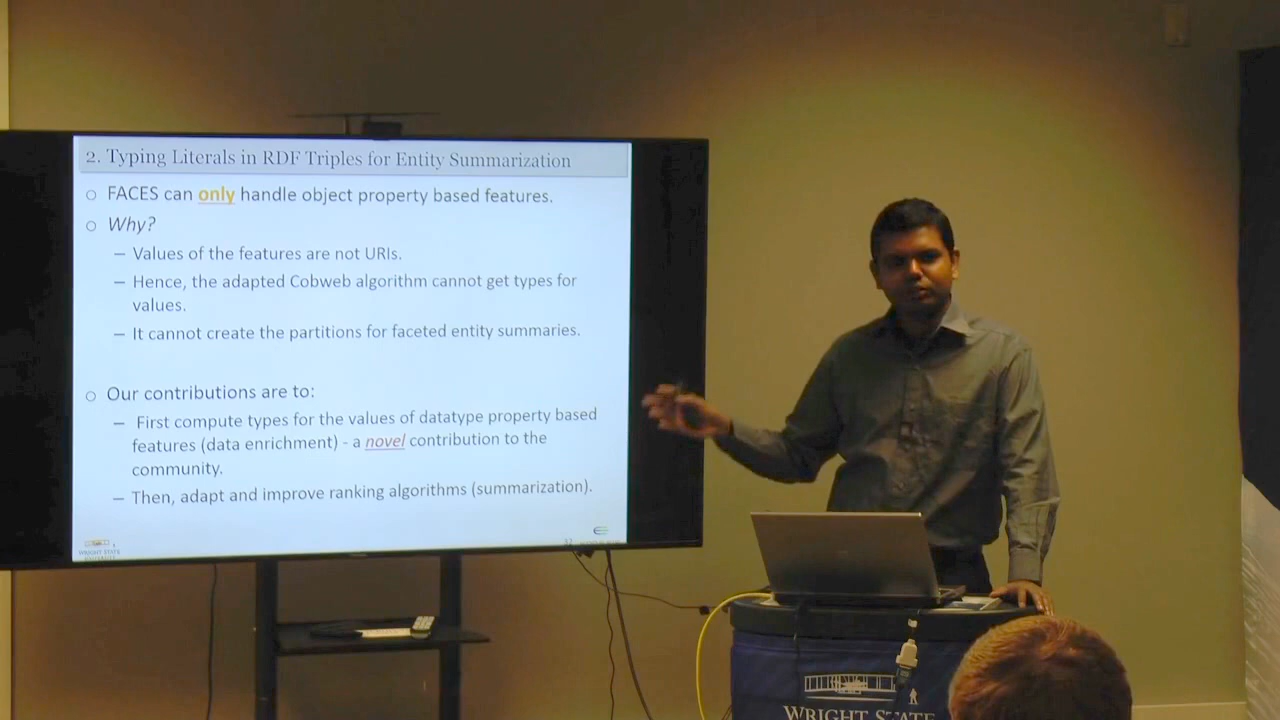 2. Typing Literals in RDF Triples for Entity Summarization
○ FACES can only handle object property based features.
○ Why?
– Values of the features are not URIs.
– Hence, the adapted Cobweb algorithm cannot get types for
values.
– It cannot create the partitions for faceted entity summaries.
○ Our contributions are to:
– First compute types for the values of datatype property based
features (data enrichment) - a novel contribution to the
community.
– Then, adapt and improve ranking algorithms (summarization).
WRIGHT STATE
UNIVERSITY
WRIGHT STATE